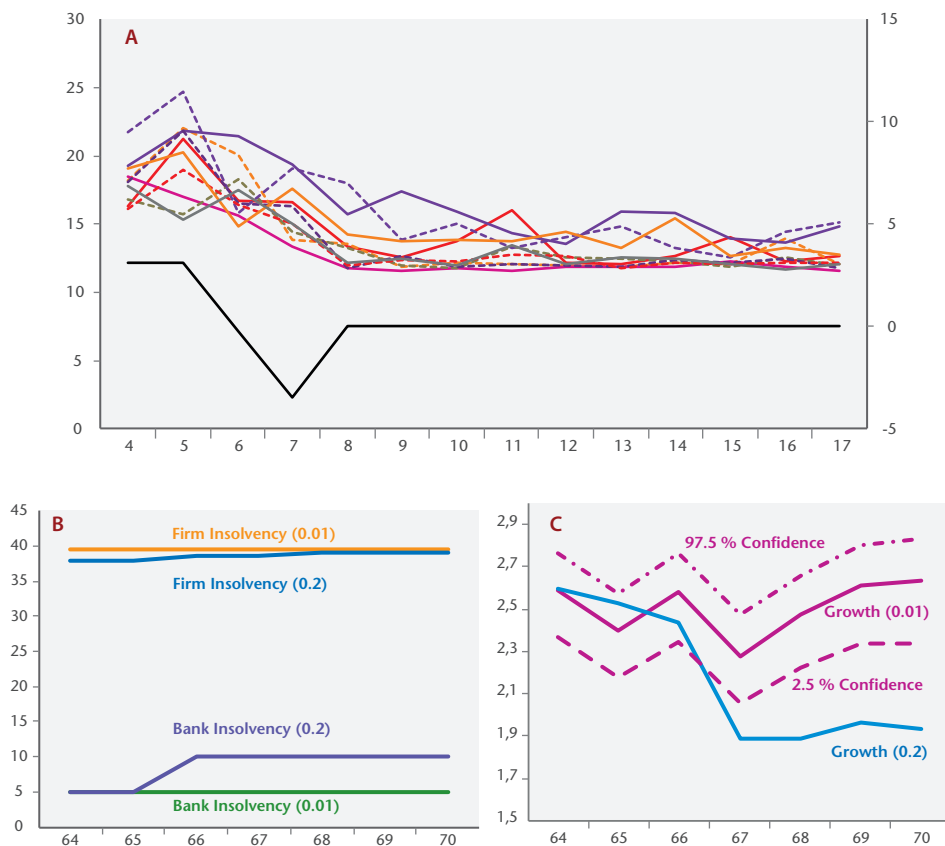 A
30
25
20
15
10
5
0
15
10
5
0
-5
4 5 6 7 8 9 10 11 12 13 14 15 16 17
B
45
40
35
30
25
20
15
10
5
0
Firm Insolvency (0.01)
Firm Insolvency (0.2)
Bank Insolvency (0.2)
Bank Insolvency (0.01)
64 65 66 67 68 69 70
C
2,9
2,7
2,5
2,3
2,1
1,9
1,7
1,5
97.5 % Confidence
Growth (0.01)
2.5 % Confidence
Growth (0.2)
64 65 66 67 68 69 70